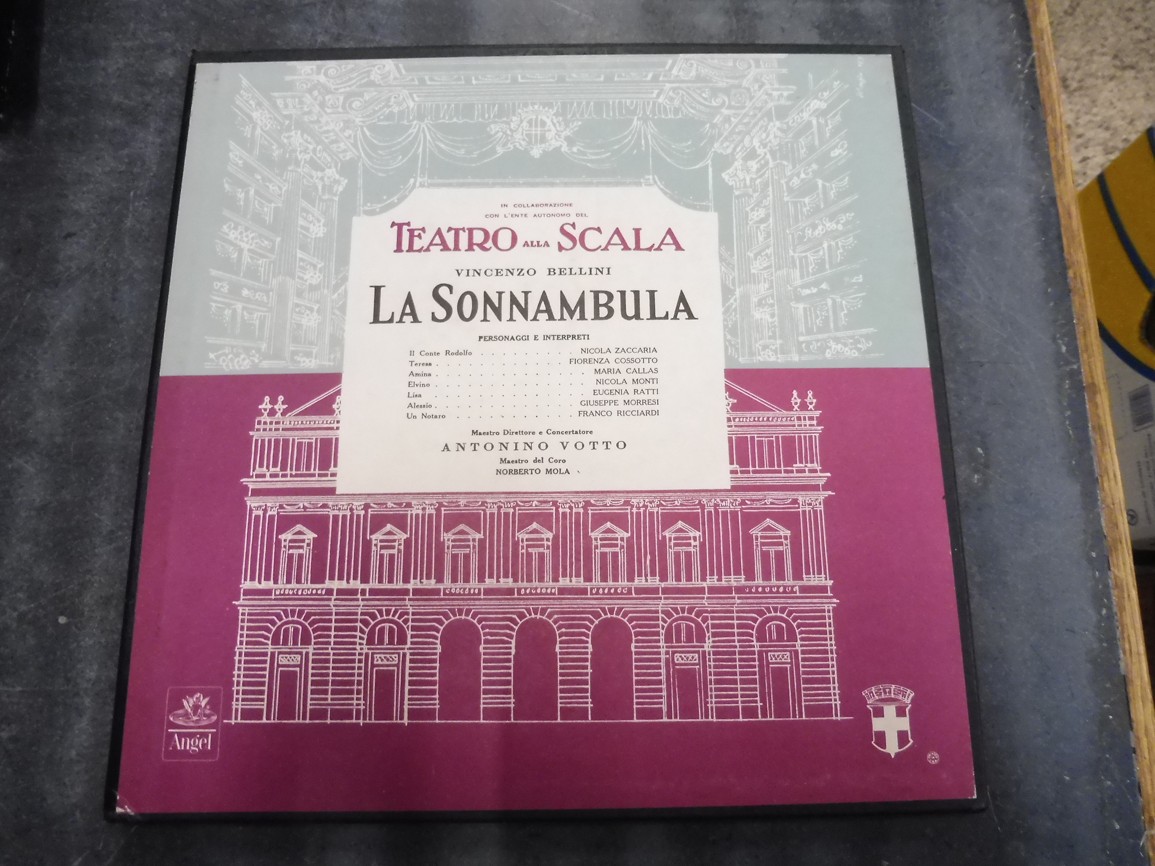 IN COLLABORAZIONE
CON L'ENTE AUTONOMO DEL
TEATRO ALLA SCALA
VINCENZO BELLINI
LA SONNAMBULA
PERSONAGGI E INTERPRETI
Il Conte Rodolfo . . . . . . . . . NICOLA ZACCARIA
Teresa . . . . . . . . . . . . FIORENZA COSSOTTO
Amina . . . . . . . . . . . . . . MARIA CALLAS
Elvino . . . . . . . . . . . . . . NICOLA MONTI
Lisa . . . . . . . . . . . . . . EUGENIA RATTI
Alessio . . . . . . . . . . . . . GIUSEPPE MORRESI
Un Notaro . . . . . . . . . . . FRANCO RICCIARDI
Maestro Direttore e Concertatore
ANTONINO VOTTO
Maestro del Coro
NORBERTO MOLA
Angel